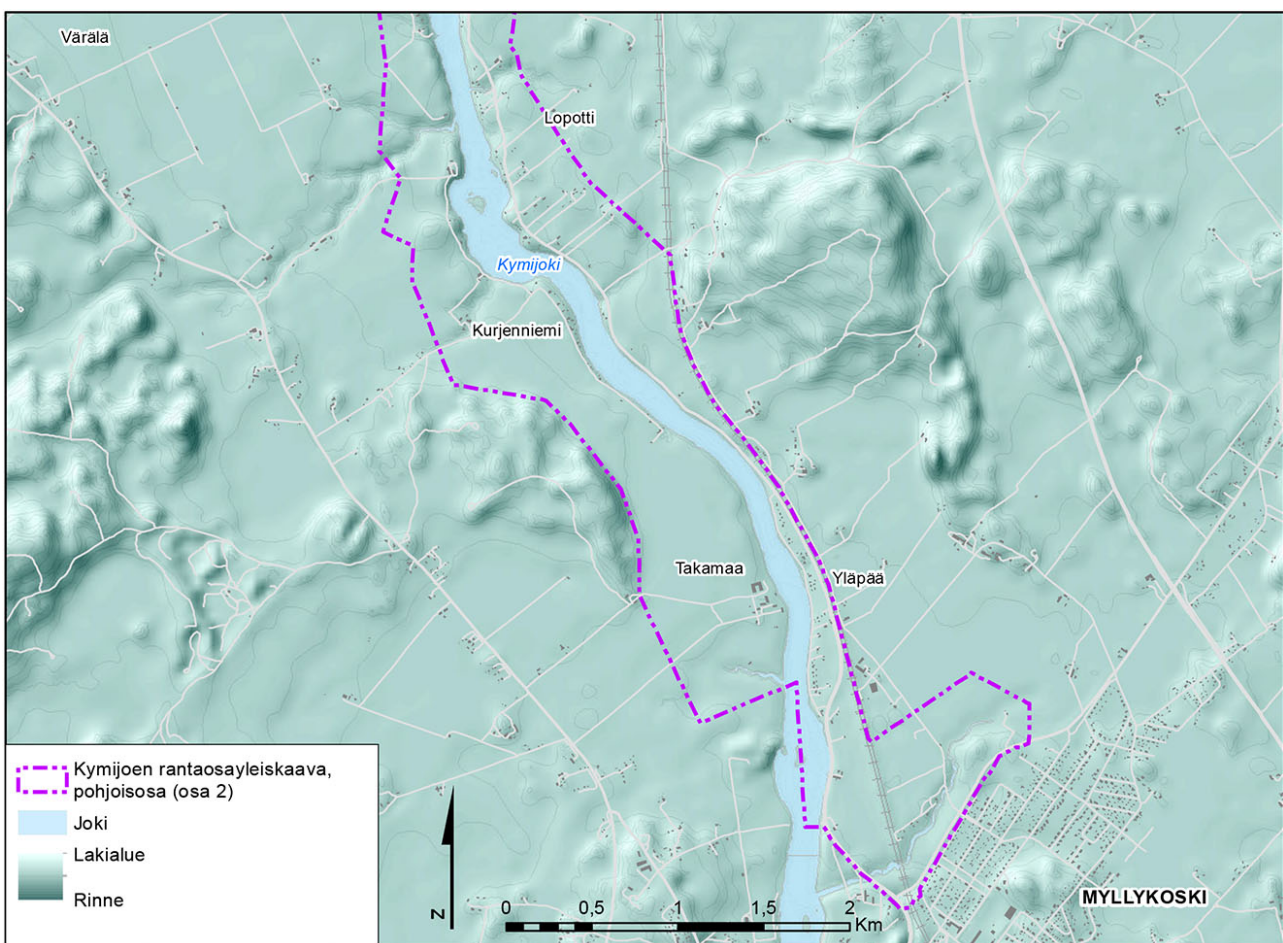 Värälä
Lopotti
Kymijoki
Kurjenniemi
Takamaa
Yläpää
Kymijoen rantaosayleiskaava,
pohjoisosa (osa 2)
Joki
Lakialue
Rinne
N
0 0,5 1 1,5 2
Km
MYLLYKOSKI